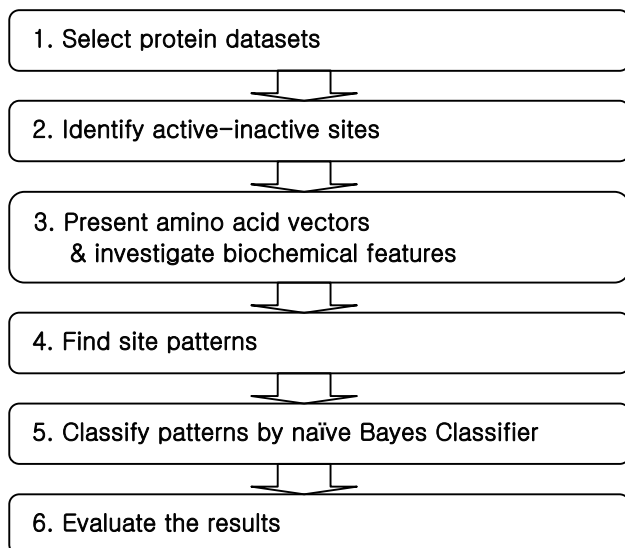 1. Select protein datasets
2. Identify active-inactive sites
3. Present amino acid vectors
& investigate biochemical features
4. Find site patterns
5. Classify patterns by naïve Bayes Classifier
6. Evaluate the results